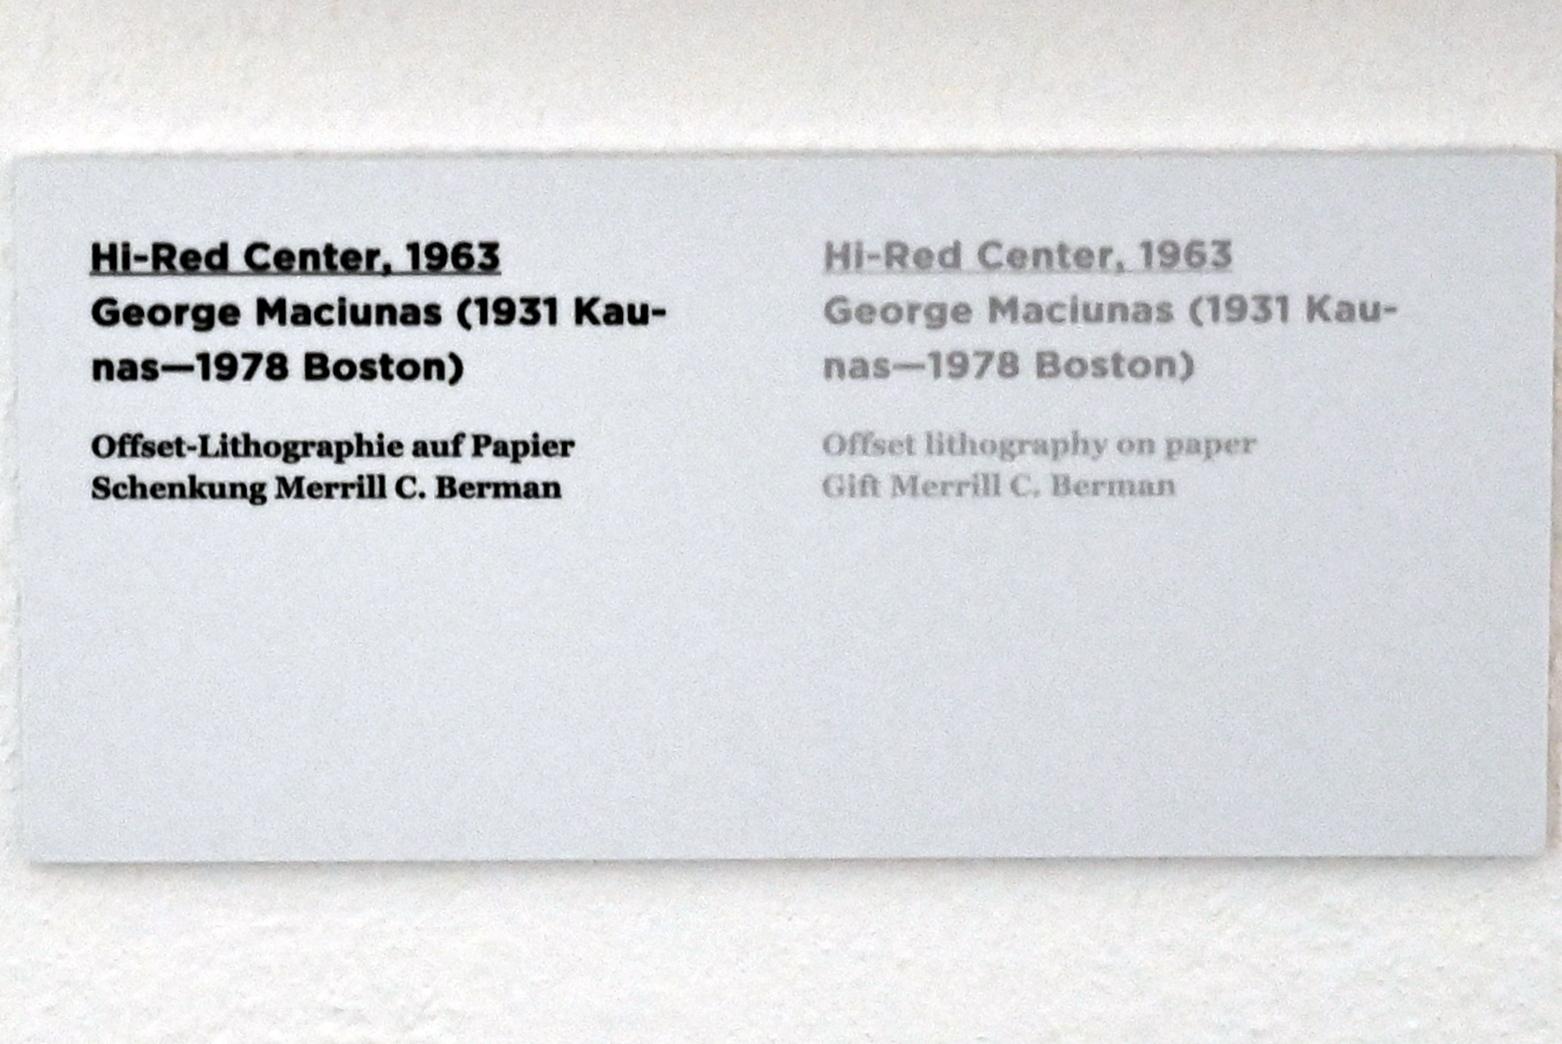 Hi-Red Center, 1963
George Maciunas (1931 Kau-
nas—1978 Boston)
Offset-Lithographie auf Papier
Schenkung Merrill C. Berman
Hi-Red Center, 1963
George Maciunas (1931 Kau-
nas—1978 Boston)
Offset lithography on paper
Gift Merrill C. Berman